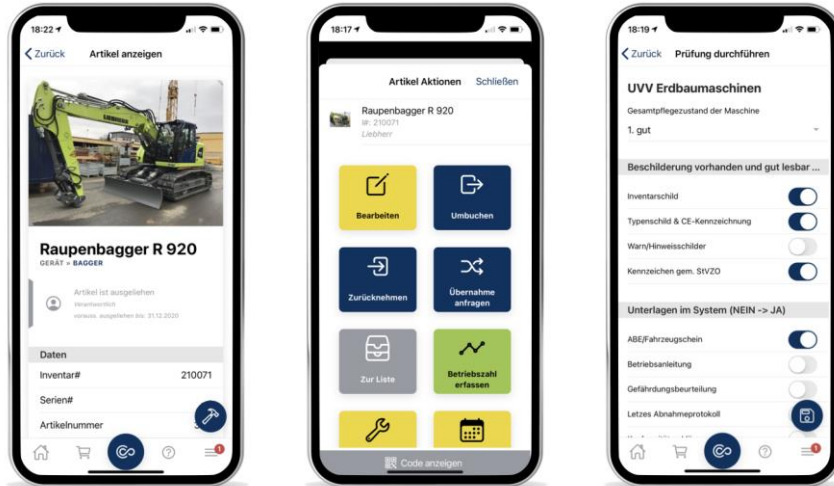 18:22
Zurück
Artikel anzeigen
LIEBHERR
Raupenbagger R 920
GERÄT » BAGGER
Artikel ist ausgeliehen
Verantwortlich
vorauss. ausgeliehen bis: 31.12.2020
Daten
Inventar# 210071
Serien#
Artikelnummer
1
18:17
Artikel Aktionen
Schließen
Raupenbagger R 920
I#: 210071
Liebherr
Bearbeiten
Umbuchen
Zurücknehmen
Übernahme
anfragen
Zur Liste
Betriebszahl
erfassen
Code anzeigen
18:19
Zurück
Prüfung durchführen
UVV Erdbaumaschinen
Gesamtpflegezustand der Maschine
1. gut
Beschilderung vorhanden und gut lesbar ...
Inventarschild
Typenschild & CE-Kennzeichnung
Warn/Hinweisschilder
Kennzeichen gem. StVZO
Unterlagen im System (NEIN -> JA)
ABE/Fahrzeugschein
Betriebsanleitung
Gefährdungsbeurteilung
Letzes Abnahmeprotokoll
1